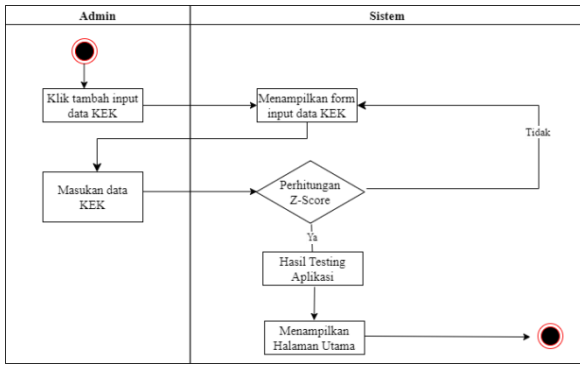 Admin
Sistem
Klik tambah input
data KEK
Menampilkan form
input data KEK
Tidak
Masukan data
KEK
Perhitungan
Z-Score
Ya
Hasil Testing
Aplikasi
Menampilkan
Halaman Utama